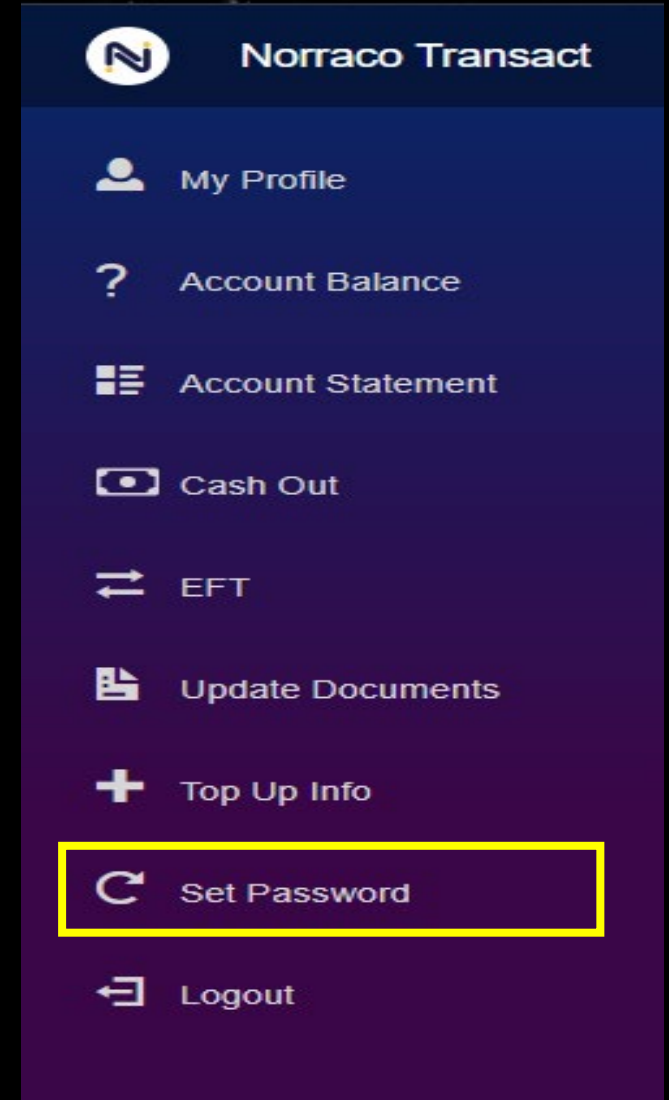 Norraco Transact
My Profile
? Account Balance
Account Statement
Cash Out
EFT
Update Documents
Top Up Info
Set Password
Logout